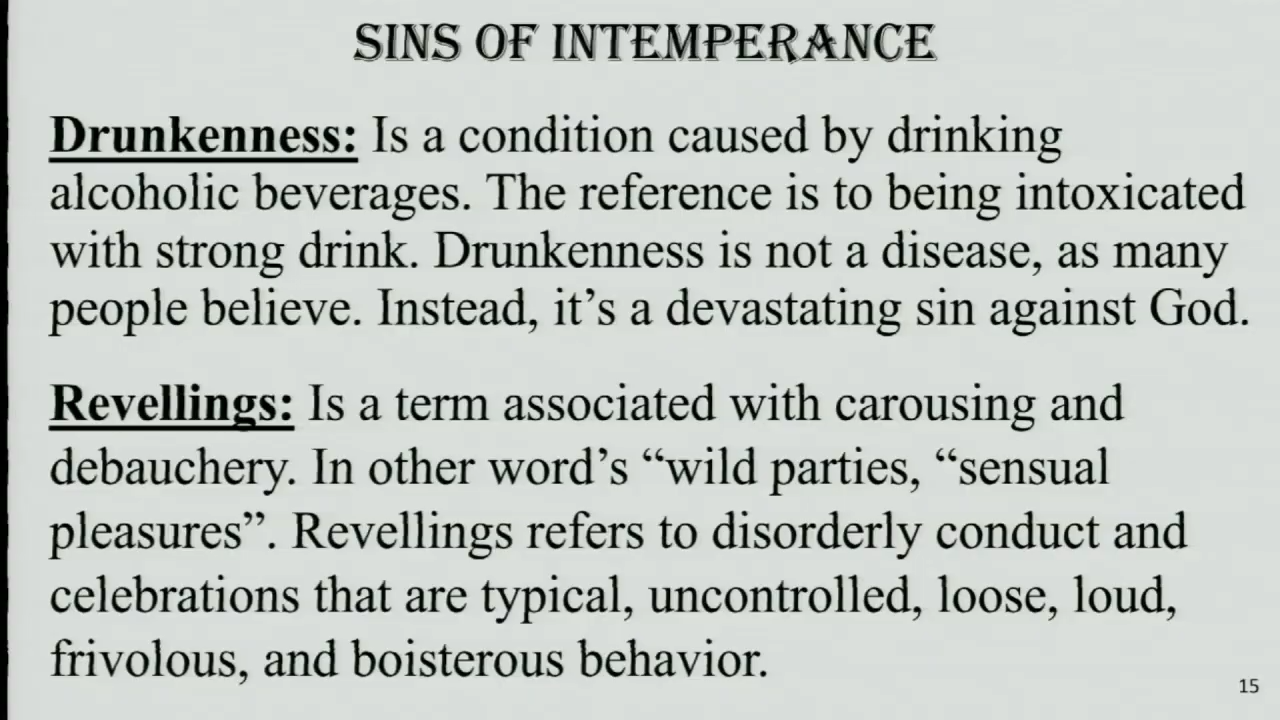 SINS OF INTEMPERANCE
Drunkenness: Is a condition caused by drinking
alcoholic beverages. The reference is to being intoxicated
with strong drink. Drunkenness is not a disease, as many
people believe. Instead, it’s a devastating sin against God.
Revellings: Is a term associated with carousing and
debauchery. In other word’s “wild parties, “sensual
pleasures”. Revellings refers to disorderly conduct and
celebrations that are typical, uncontrolled, loose, loud,
frivolous, and boisterous behavior.
15